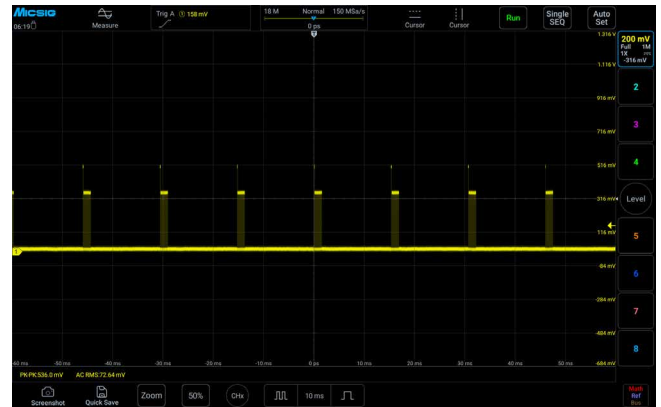 Micsig
06:19
Measure
Trig A 1 158 mV
18 M Normal 150 MSa/s
0 ps
Cursor
Cursor
Run
Single SEQ
Auto Set
T
1.316 V
1.116 V
916 mV
716 mV
516 mV
316 mV
116 mV
-84 mV
-284 mV
-484 mV
-684 mV
200 mV
Full 1M
1X
-316 mV
2
3
4
Level
5
6
7
8
1
-60 ms -50 ms -40 ms -30 ms -20 ms -10 ms 0 ps 10 ms 20 ms 30 ms 40 ms 50 ms
PK-PK:536.0 mV AC RMS:72.64 mV
Screenshot
Quick Save
Zoom
50%
CHx
10 ms
Math
Ref
Bus